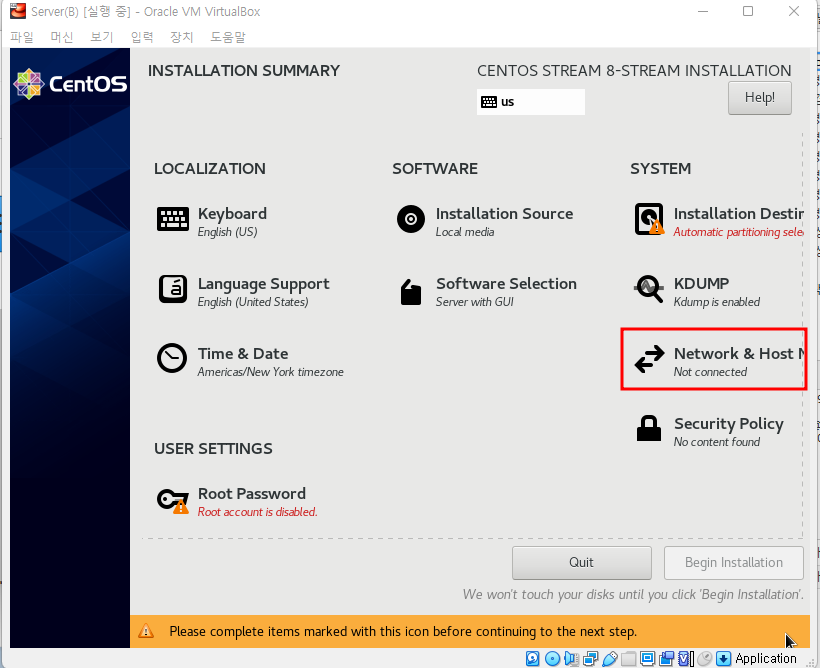 Server(B) [실행 중] - Oracle VM VirtualBox
파일 머신 보기 입력 장치 도움말
CentOS
INSTALLATION SUMMARY
CENTOS STREAM 8-STREAM INSTALLATION
us
Help!
LOCALIZATION
Keyboard
English (US)
Language Support
English (United States)
Time & Date
Americas/New York timezone
SOFTWARE
Installation Source
Local media
Software Selection
Server with GUI
SYSTEM
Installation Destin
Automatic partitioning sele
KDUMP
Kdump is enabled
Network & Host N
Not connected
Security Policy
No content found
USER SETTINGS
Root Password
Root account is disabled.
Quit
Begin Installation
We won't touch your disks until you click 'Begin Installation'.
Please complete items marked with this icon before continuing to the next step.
Application